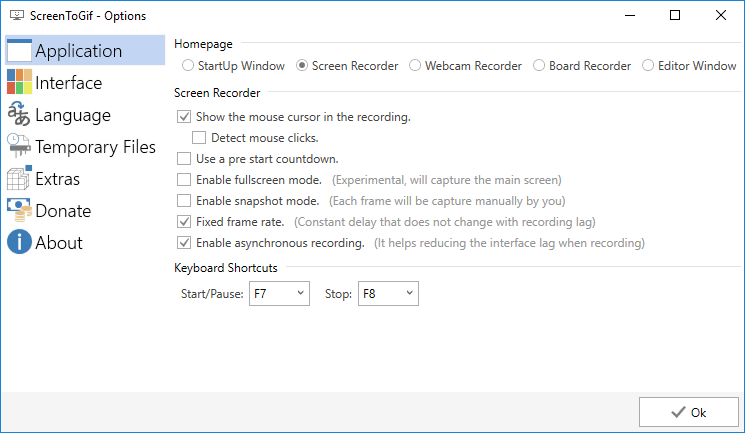 ScreenToGif - Options
Application
Interface
Language
Temporary Files
Extras
Donate
About
Homepage
StartUp Window Screen Recorder Webcam Recorder Board Recorder Editor Window
Screen Recorder
Show the mouse cursor in the recording.
Detect mouse clicks.
Use a pre start countdown.
Enable fullscreen mode. (Experimental, will capture the main screen)
Enable snapshot mode. (Each frame will be capture manually by you)
Fixed frame rate. (Constant delay that does not change with recording lag)
Enable asynchronous recording. (It helps reducing the interface lag when recording)
Keyboard Shortcuts
Start/Pause: F7 Stop: F8
Ok